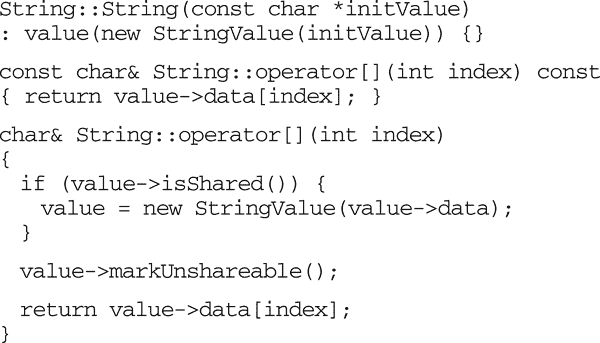 String::String(const char *initValue)
: value(new StringValue(initValue)) {}
const char& String::operator[](int index) const
{ return value->data[index]; }
char& String::operator[](int index)
{
if (value->isShared()) {
value = new StringValue(value->data);
}
value->markUnshareable();
return value->data[index];
}